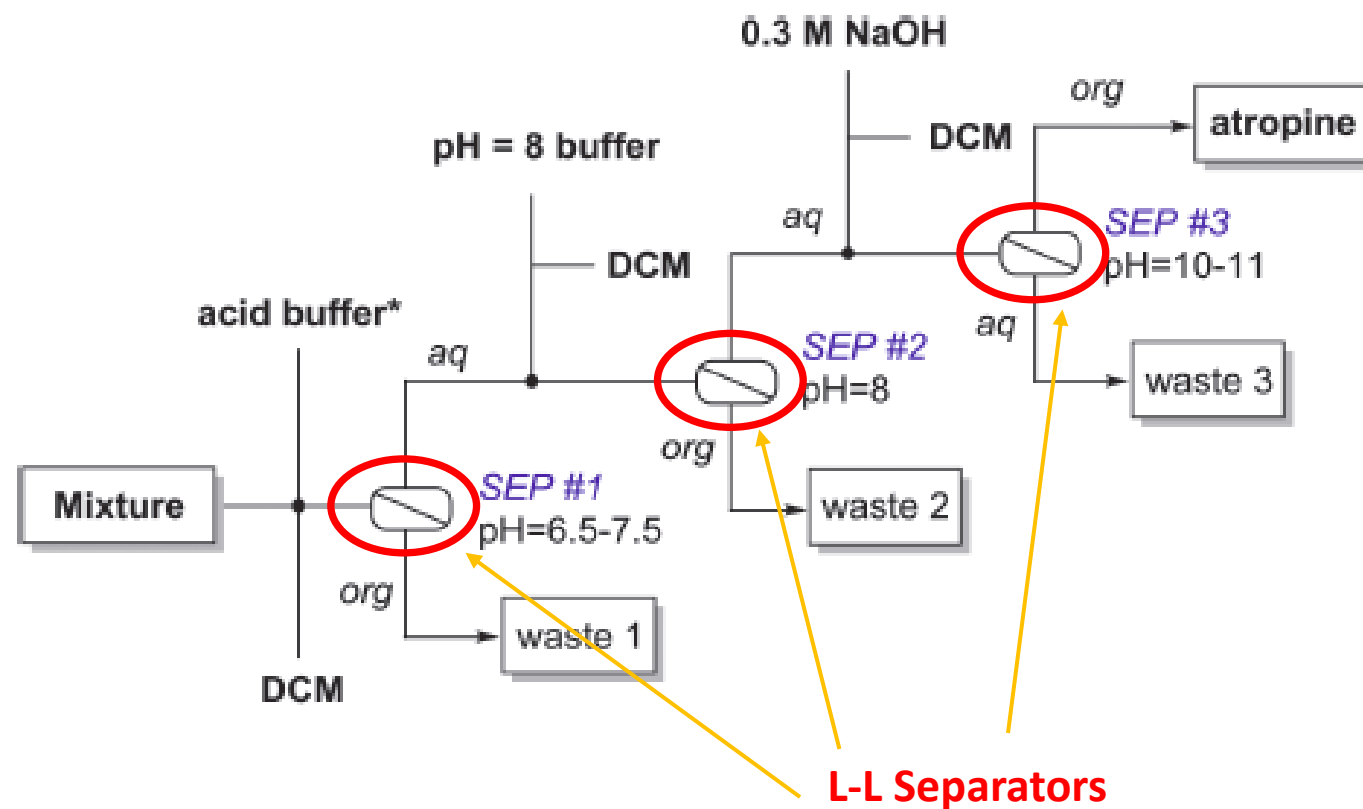 0.3 M NaOH
org
atropine
DCM
pH = 8 buffer
aq
SEP #3
pH=10-11
DCM
acid buffer*
aq
aq
SEP #2
pH=8
waste 3
org
SEP #1
pH=6.5-7.5
Mixture
waste 2
org
waste 1
DCM
L-L Separators